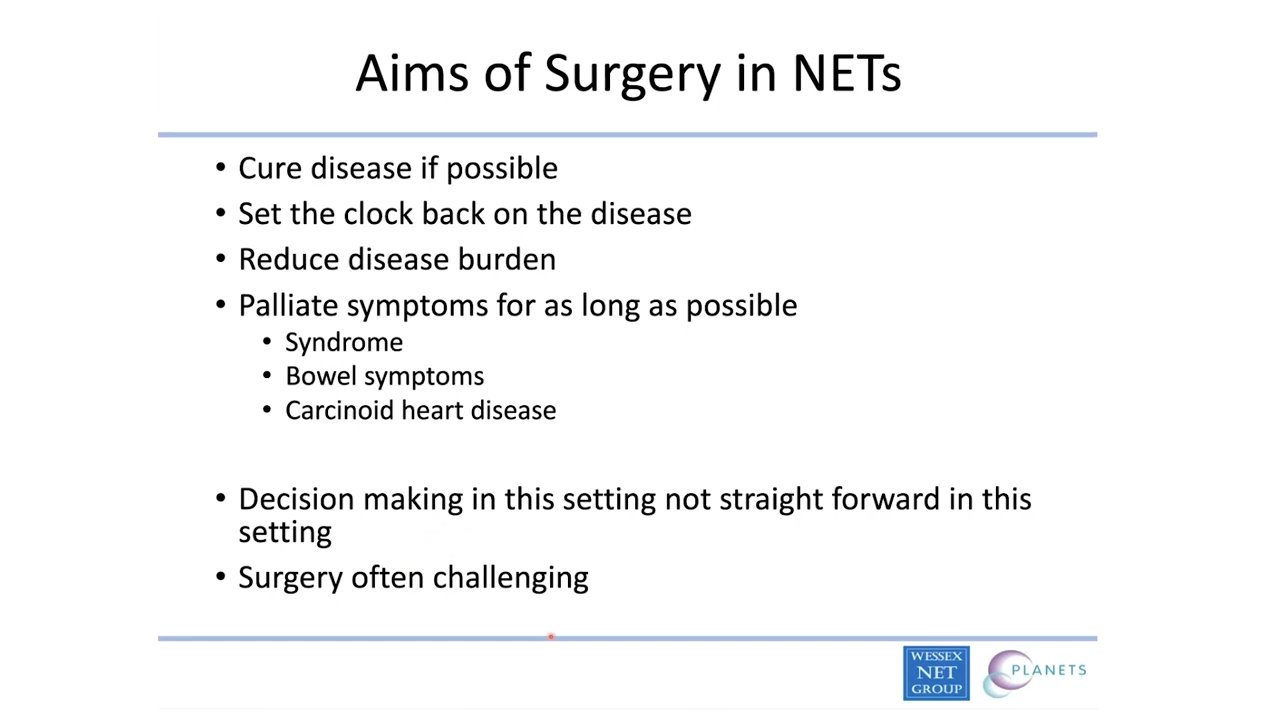 Aims of Surgery in NETs
• Cure disease if possible
• Set the clock back on the disease
• Reduce disease burden
• Palliate symptoms for as long as possible
• Syndrome
• Bowel symptoms
• Carcinoid heart disease
• Decision making in this setting not straight forward in this
setting
• Surgery often challenging
WESSEX
NET
GROUP
PLANETS